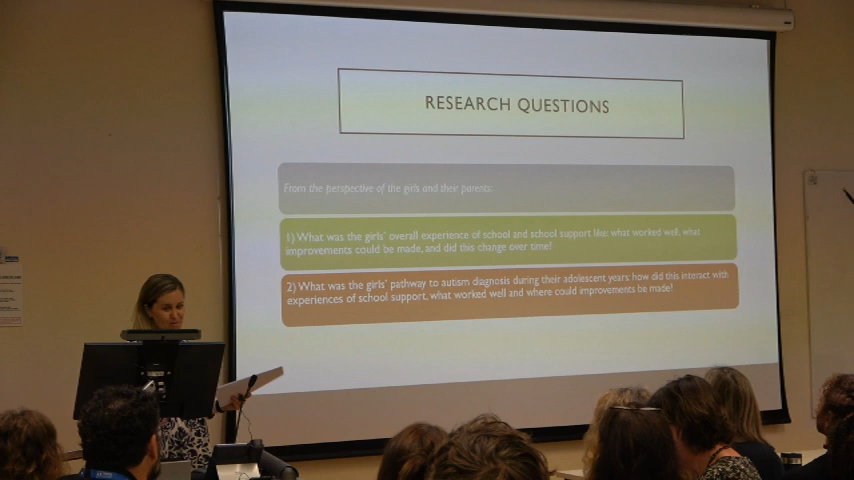 RESEARCH QUESTIONS
From the perspective of the girls and their parents:
1) What was the girls' overall experience of school and school support like: what worked well, what
improvements could be made, and did this change over time?
2) What was the girls' pathway to autism diagnosis during their adolescent years: how did this interact with
experiences of school support, what worked well and where could improvements be made?